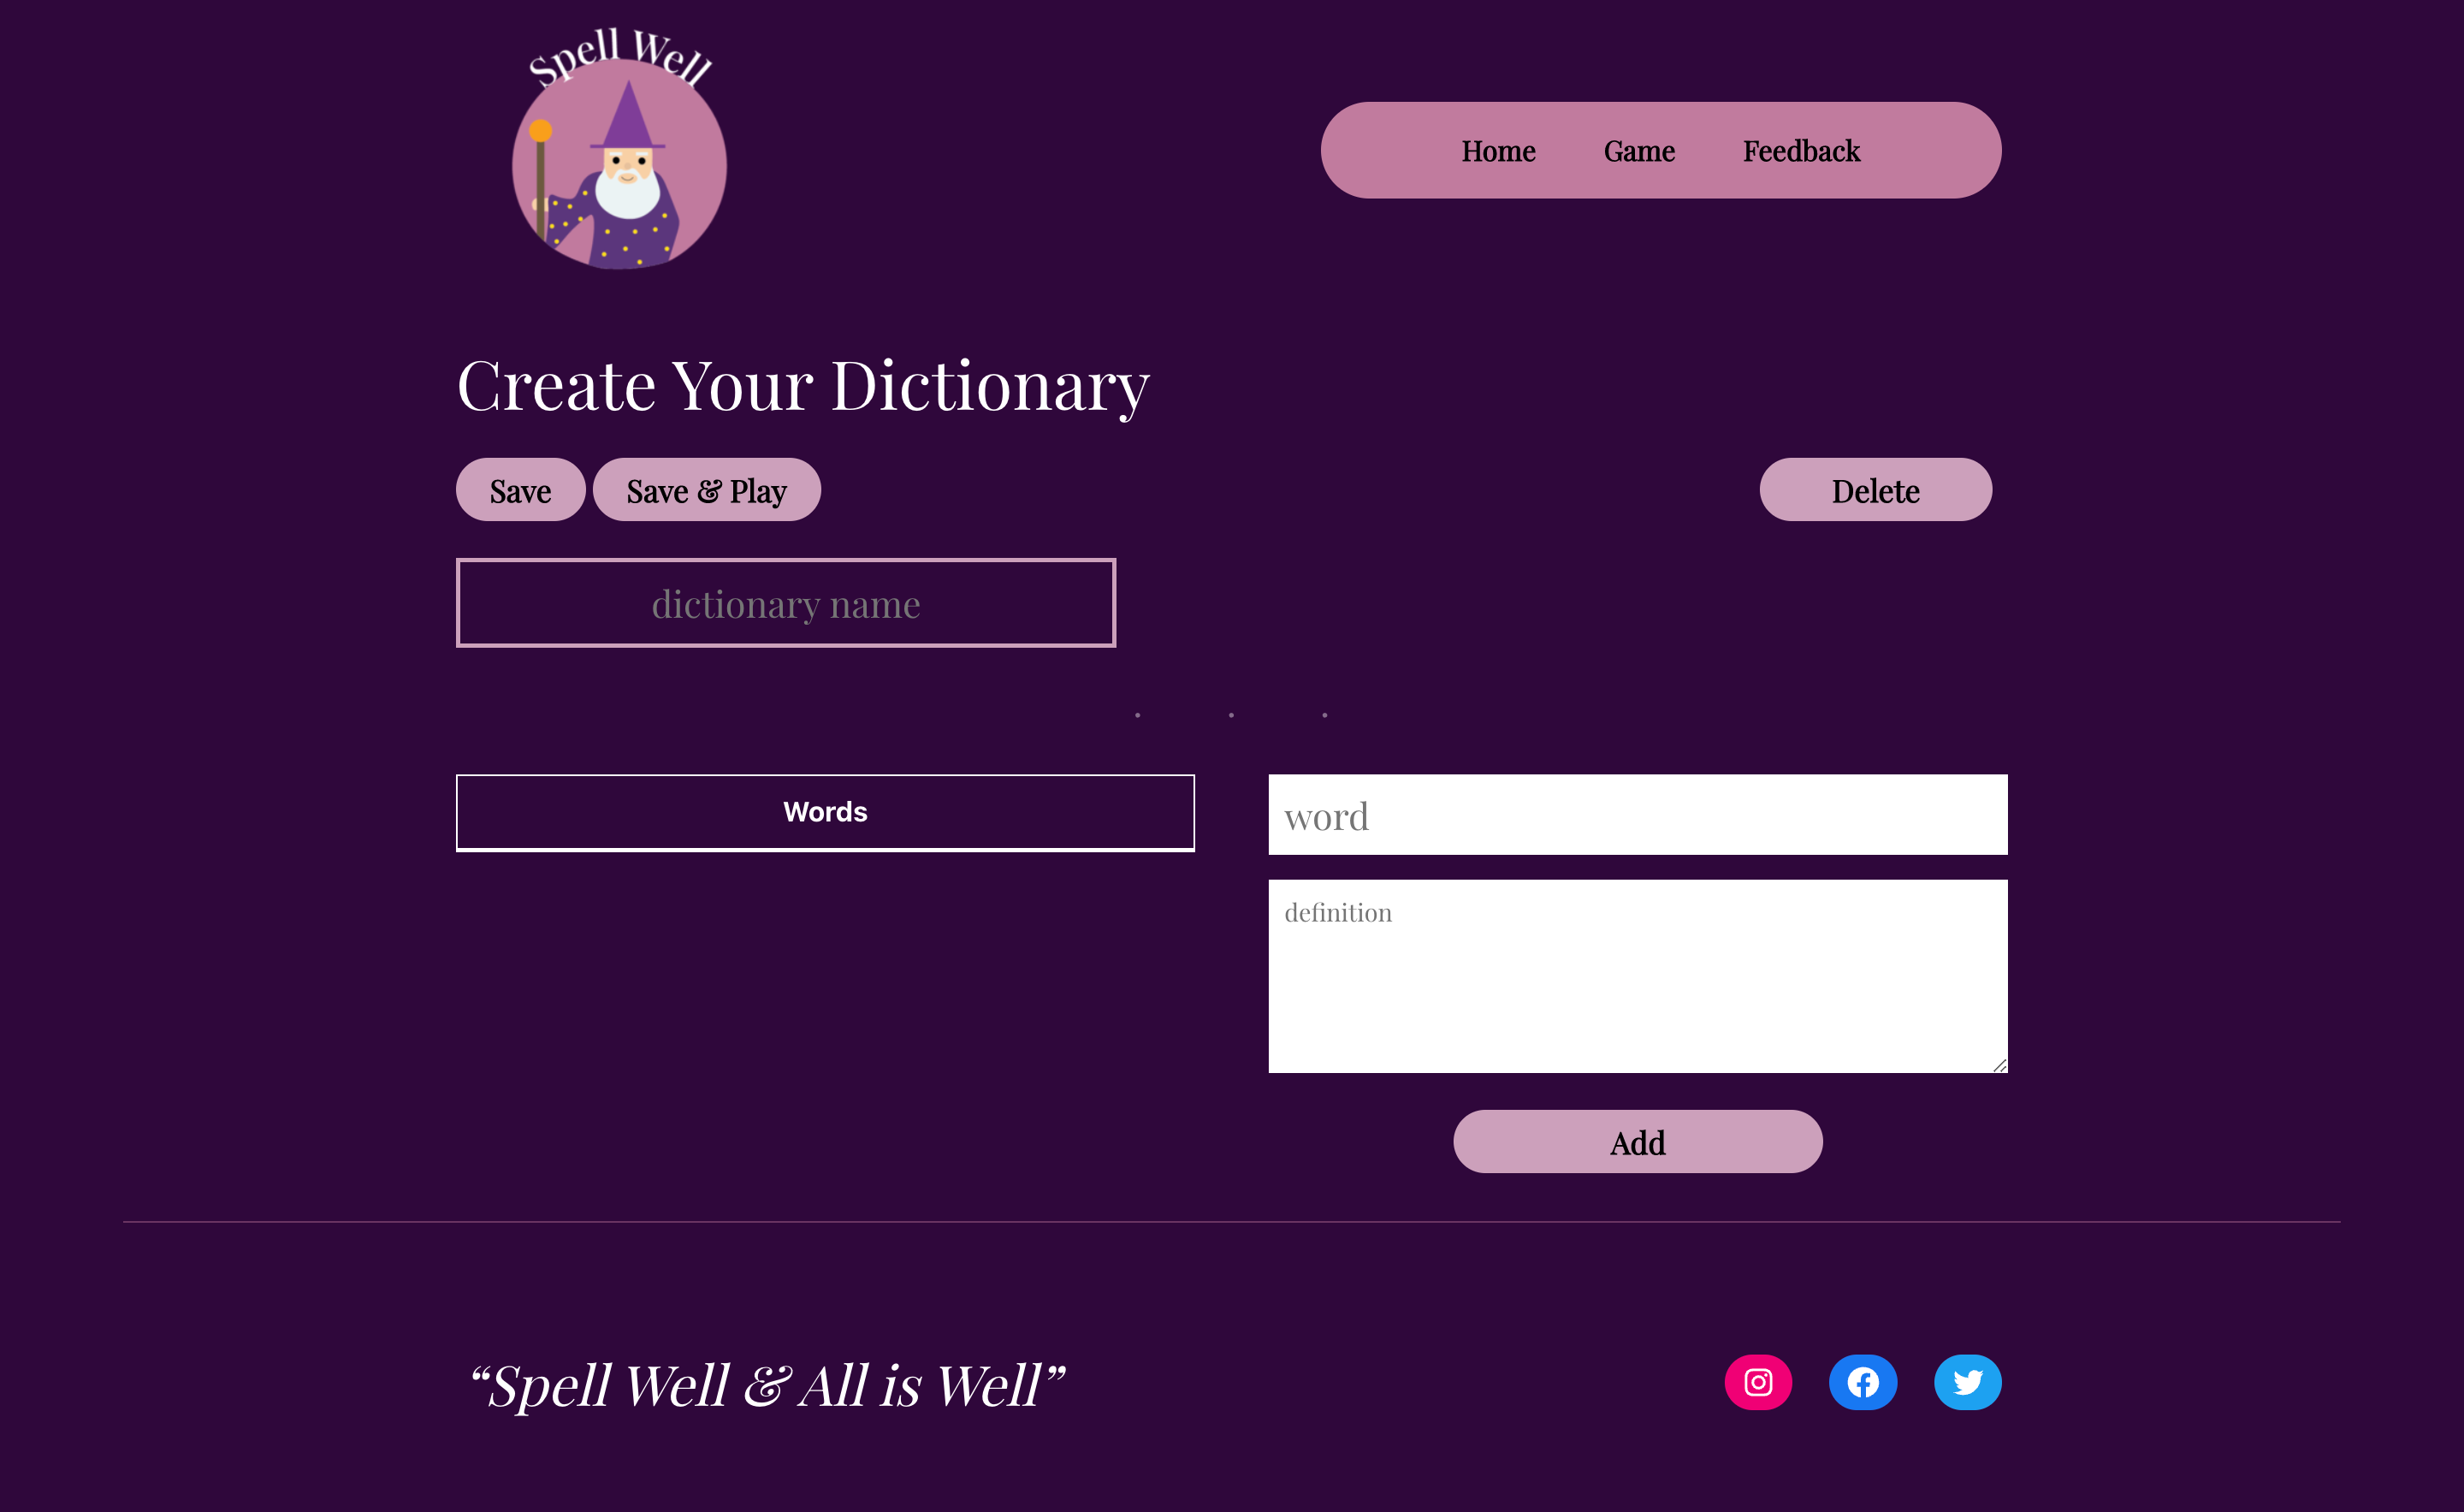 Spell Well
Home Game Feedback
Create Your Dictionary
Save Save & Play Delete
dictionary name
. . .
Words
word
definition
Add
“Spell Well & All is Well”